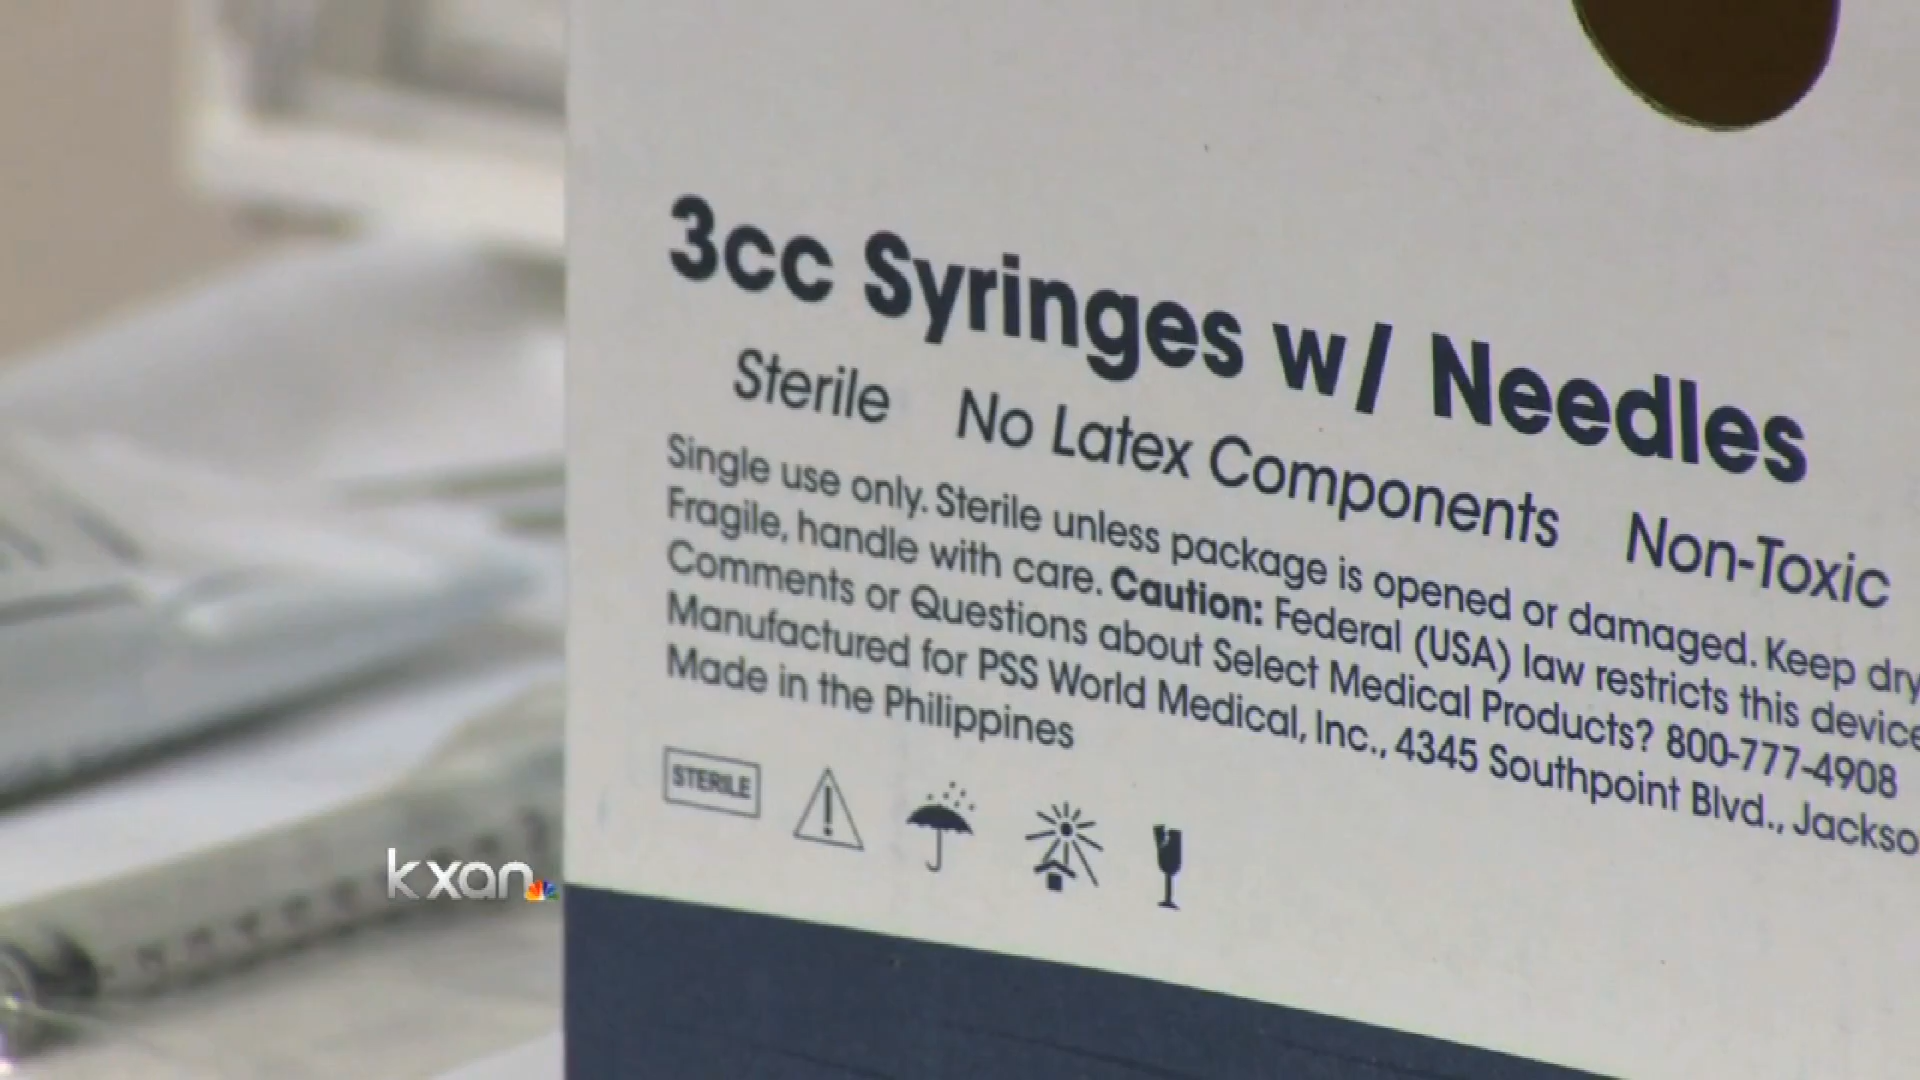 3cc Syringes w/ Needles
Sterile No Latex Components Non-Toxic
Single use only. Sterile unless package is opened or damaged. Keep dry
Fragile, handle with care. Caution: Federal (USA) law restricts this device
Comments or Questions about Select Medical Products? 800-777-4908
Manufactured for PSS World Medical, Inc., 4345 Southpoint Blvd., Jackso
Made in the Philippines
STERILE
kxan